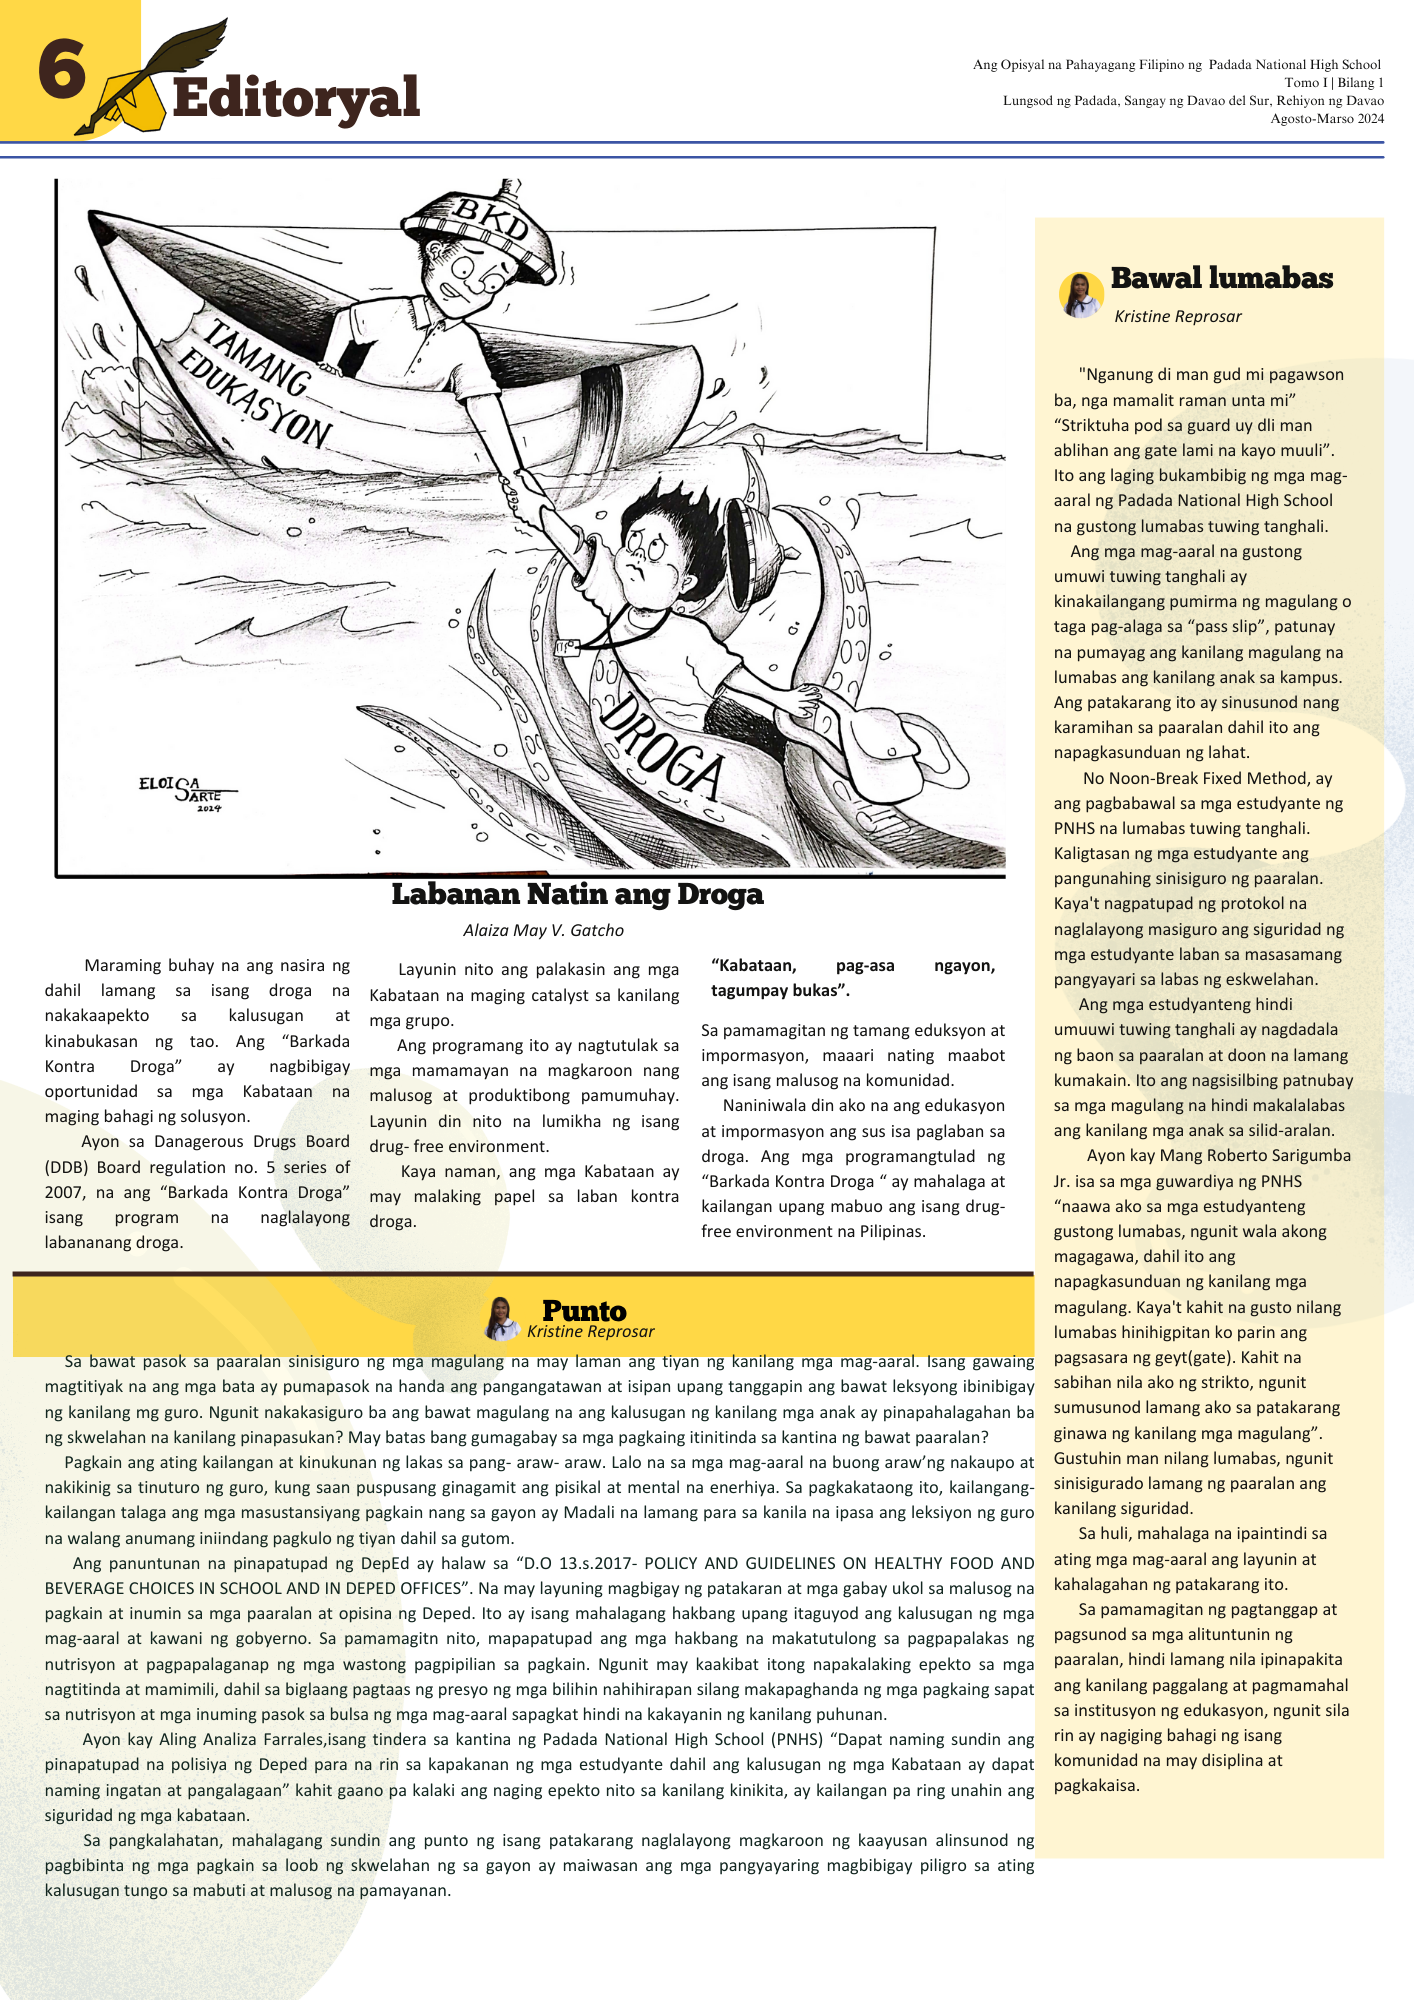 6
Editoryal
Ang Opisyal na Pahayagang Filipino ng Padada National High School
Tomo I | Bilang 1
Lungsod ng Padada, Sangay ng Davao del Sur, Rehiyon ng Davao
Agosto-Marso 2024
BKD
TAMANG
EDUKASYON
DROGA
ELOISA
SARTE
2024
Labanan Natin ang Droga
Alaiza May V. Gatcho
Maraming buhay na ang nasira ng
dahil lamang sa isang droga na
nakakaapekto sa kalusugan at
kinabukasan ng tao. Ang “Barkada
Kontra Droga” ay nagbibigay
oportunidad sa mga Kabataan na
maging bahagi ng solusyon.
Ayon sa Danagerous Drugs Board
(DDB) Board regulation no. 5 series of
2007, na ang “Barkada Kontra Droga”
isang program na naglalayong
labananang droga.
Layunin nito ang palakasin ang mga
Kabataan na maging catalyst sa kanilang
mga grupo.
Ang programang ito ay nagtutulak sa
mga mamamayan na magkaroon nang
malusog at produktibong pamumuhay.
Layunin din nito na lumikha ng isang
drug- free environment.
Kaya naman, ang mga Kabataan ay
may malaking papel sa laban kontra
droga.
“Kabataan, pag-asa ngayon,
tagumpay bukas”.
Sa pamamagitan ng tamang eduksyon at
impormasyon, maaari nating maabot
ang isang malusog na komunidad.
Naniniwala din ako na ang edukasyon
at impormasyon ang sus isa paglaban sa
droga. Ang mga programangtulad ng
“Barkada Kontra Droga “ ay mahalaga at
kailangan upang mabuo ang isang drug-
free environment na Pilipinas.
Punto
Kristine Reprosar
Sa bawat pasok sa paaralan sinisiguro ng mga magulang na may laman ang tiyan ng kanilang mga mag-aaral. Isang gawaing
magtitiyak na ang mga bata ay pumapasok na handa ang pangangatawan at isipan upang tanggapin ang bawat leksyong ibinibigay
ng kanilang mg guro. Ngunit nakakasiguro ba ang bawat magulang na ang kalusugan ng kanilang mga anak ay pinapahalagahan ba
ng skwelahan na kanilang pinapasukan? May batas bang gumagabay sa mga pagkaing itinitinda sa kantina ng bawat paaralan?
Pagkain ang ating kailangan at kinukunan ng lakas sa pang- araw- araw. Lalo na sa mga mag-aaral na buong araw’ng nakaupo at
nakikinig sa tinuturo ng guro, kung saan puspusang ginagamit ang pisikal at mental na enerhiya. Sa pagkakataong ito, kailangang-
kailangan talaga ang mga masustansiyang pagkain nang sa gayon ay Madali na lamang para sa kanila na ipasa ang leksiyon ng guro
na walang anumang iniindang pagkulo ng tiyan dahil sa gutom.
Ang panuntunan na pinapatupad ng DepEd ay halaw sa “D.O 13.s.2017- POLICY AND GUIDELINES ON HEALTHY FOOD AND
BEVERAGE CHOICES IN SCHOOL AND IN DEPED OFFICES”. Na may layuning magbigay ng patakaran at mga gabay ukol sa malusog na
pagkain at inumin sa mga paaralan at opisina ng Deped. Ito ay isang mahalagang hakbang upang itaguyod ang kalusugan ng mga
mag-aaral at kawani ng gobyerno. Sa pamamagitn nito, mapapatupad ang mga hakbang na makatutulong sa pagpapalakas ng
nutrisyon at pagpapalaganap ng mga wastong pagpipilian sa pagkain. Ngunit may kaakibat itong napakalaking epekto sa mga
nagtitinda at mamimili, dahil sa biglaang pagtaas ng presyo ng mga bilihin nahihirapan silang makapaghanda ng mga pagkaing sapat
sa nutrisyon at mga inuming pasok sa bulsa ng mga mag-aaral sapagkat hindi na kakayanin ng kanilang puhunan.
Ayon kay Aling Analiza Farrales,isang tindera sa kantina ng Padada National High School (PNHS) “Dapat naming sundin ang
pinapatupad na polisiya ng Deped para na rin sa kapakanan ng mga estudyante dahil ang kalusugan ng mga Kabataan ay dapat
naming ingatan at pangalagaan” kahit gaano pa kalaki ang naging epekto nito sa kanilang kinikita, ay kailangan pa ring unahin ang
siguridad ng mga kabataan.
Sa pangkalahatan, mahalagang sundin ang punto ng isang patakarang naglalayong magkaroon ng kaayusan alinsunod ng
pagbibinta ng mga pagkain sa loob ng skwelahan ng sa gayon ay maiwasan ang mga pangyayaring magbibigay piligro sa ating
kalusugan tungo sa mabuti at malusog na pamayanan.
Bawal lumabas
Kristine Reprosar
"Nganung di man gud mi pagawson
ba, nga mamalit raman unta mi”
“Striktuha pod sa guard uy dli man
ablihan ang gate lami na kayo muuli”.
Ito ang laging bukambibig ng mga mag-
aaral ng Padada National High School
na gustong lumabas tuwing tanghali.
Ang mga mag-aaral na gustong
umuwi tuwing tanghali ay
kinakailangang pumirma ng magulang o
taga pag-alaga sa “pass slip”, patunay
na pumayag ang kanilang magulang na
lumabas ang kanilang anak sa kampus.
Ang patakarang ito ay sinusunod nang
karamihan sa paaralan dahil ito ang
napagkasunduan ng lahat.
No Noon-Break Fixed Method, ay
ang pagbabawal sa mga estudyante ng
PNHS na lumabas tuwing tanghali.
Kaligtasan ng mga estudyante ang
pangunahing sinisiguro ng paaralan.
Kaya't nagpatupad ng protokol na
naglalayong masiguro ang siguridad ng
mga estudyante laban sa masasamang
pangyayari sa labas ng eskwelahan.
Ang mga estudyanteng hindi
umuuwi tuwing tanghali ay nagdadala
ng baon sa paaralan at doon na lamang
kumakain. Ito ang nagsisilbing patnubay
sa mga magulang na hindi makalalabas
ang kanilang mga anak sa silid-aralan.
Ayon kay Mang Roberto Sarigumba
Jr. isa sa mga guwardiya ng PNHS
“naawa ako sa mga estudyanteng
gustong lumabas, ngunit wala akong
magagawa, dahil ito ang
napagkasunduan ng kanilang mga
magulang. Kaya't kahit na gusto nilang
lumabas hinihigpitan ko parin ang
pagsasara ng geyt(gate). Kahit na
sabihan nila ako ng strikto, ngunit
sumusunod lamang ako sa patakarang
ginawa ng kanilang mga magulang”.
Gustuhin man nilang lumabas, ngunit
sinisigurado lamang ng paaralan ang
kanilang siguridad.
Sa huli, mahalaga na ipaintindi sa
ating mga mag-aaral ang layunin at
kahalagahan ng patakarang ito.
Sa pamamagitan ng pagtanggap at
pagsunod sa mga alituntunin ng
paaralan, hindi lamang nila ipinapakita
ang kanilang paggalang at pagmamahal
sa institusyon ng edukasyon, ngunit sila
rin ay nagiging bahagi ng isang
komunidad na may disiplina at
pagkakaisa.